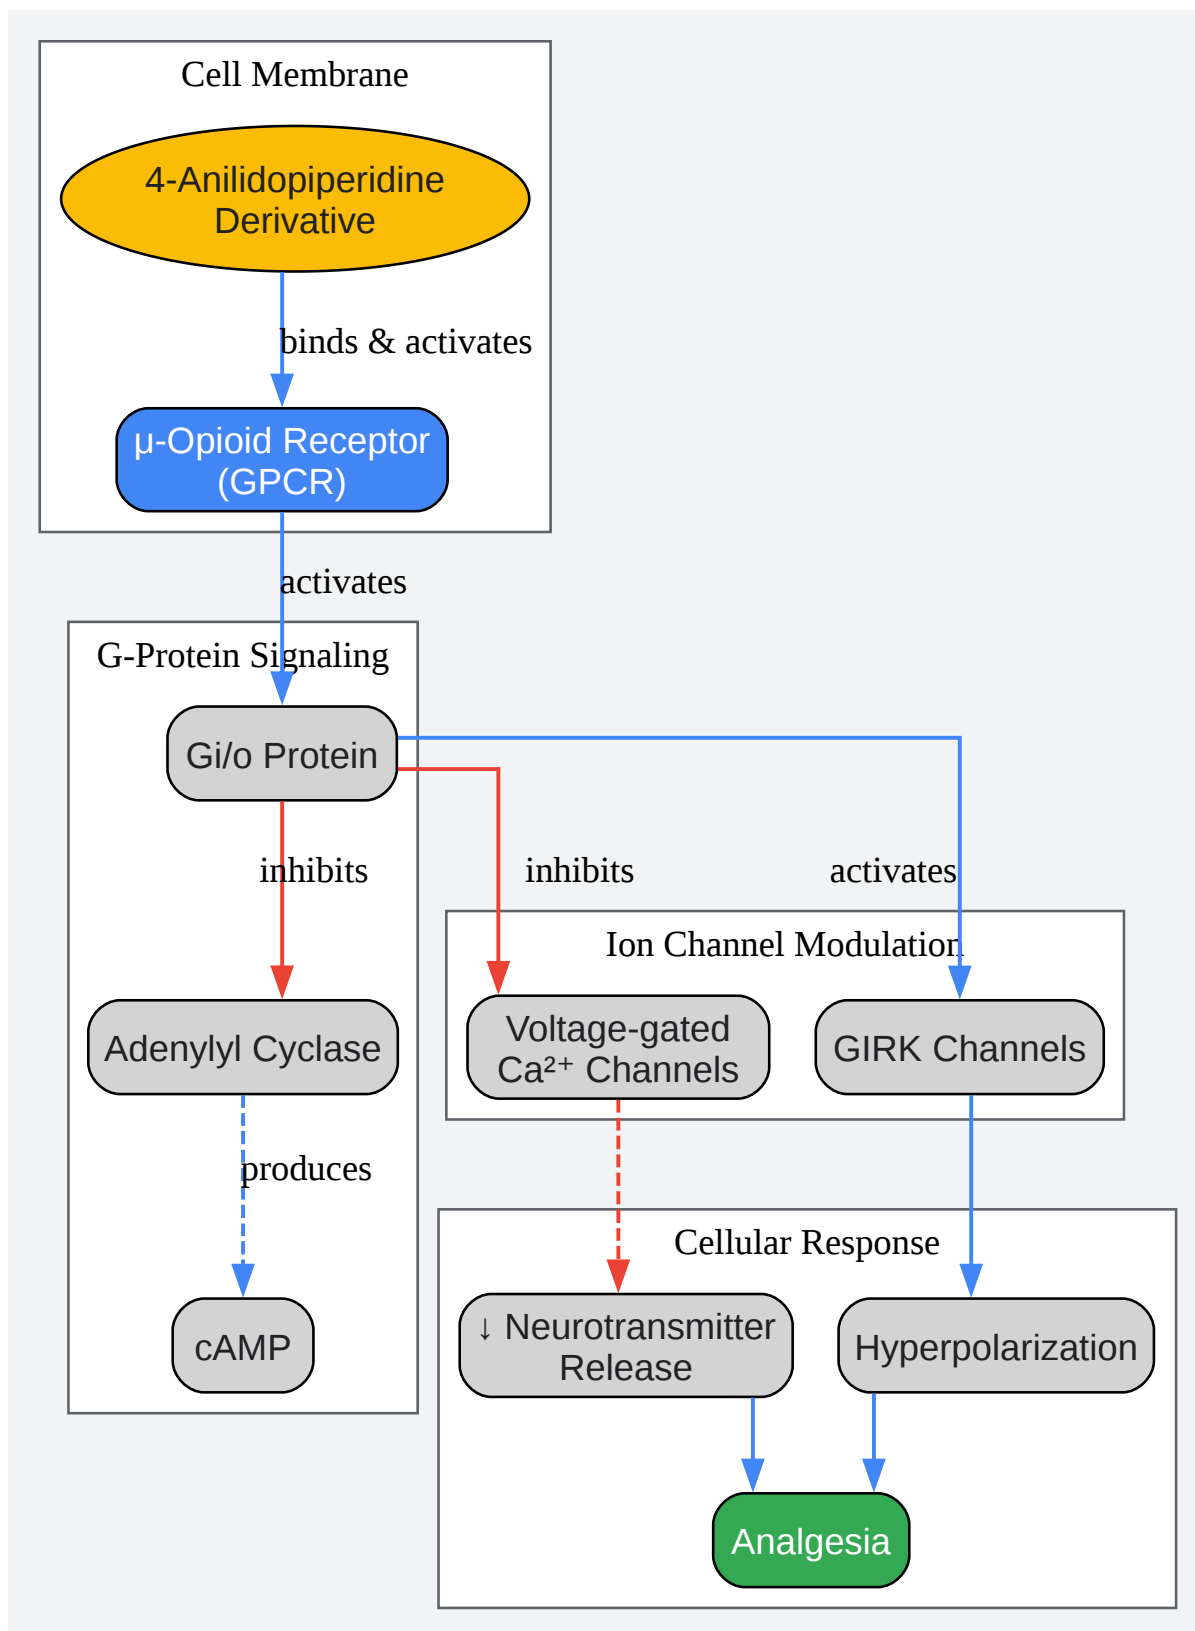 Cell Membrane
4-Anilidopiperidine
Derivative
binds & activates
μ-Opioid Receptor
(GPCR)
activates
G-Protein Signaling
Gi/o Protein
inhibits
inhibits
activates
Ion Channel Modulation
Adenylyl Cyclase
Voltage-gated
Ca²⁺ Channels
GIRK Channels
produces
Cellular Response
cAMP
↓ Neurotransmitter
Release
Hyperpolarization
Analgesia